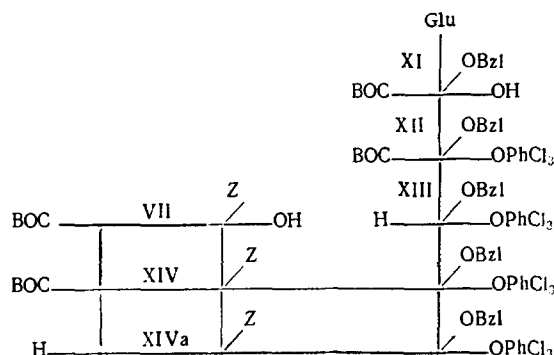 Glu
XI OBzl
BOC OH
XII OBzl
BOC OPhCl3
Z XIII OBzl
BOC VII OH H OPhCl3
Z OBzl
BOC XIV OPhCl3
Z OBzl
H XIVa OPhCl3